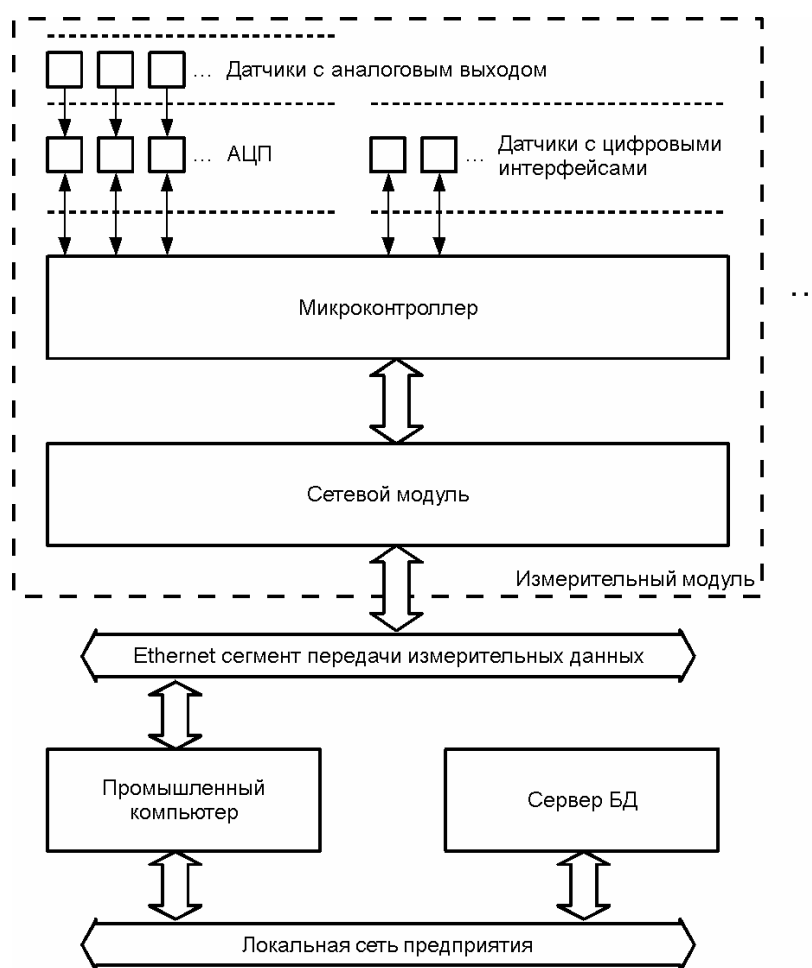 ... Датчики с аналоговым выходом
... АЦП
... Датчики с цифровыми
интерфейсами
Микроконтроллер
...
Сетевой модуль
Измерительный модуль
Ethernet сегмент передачи измерительных данных
Промышленный
компьютер
Сервер БД
Локальная сеть предприятия